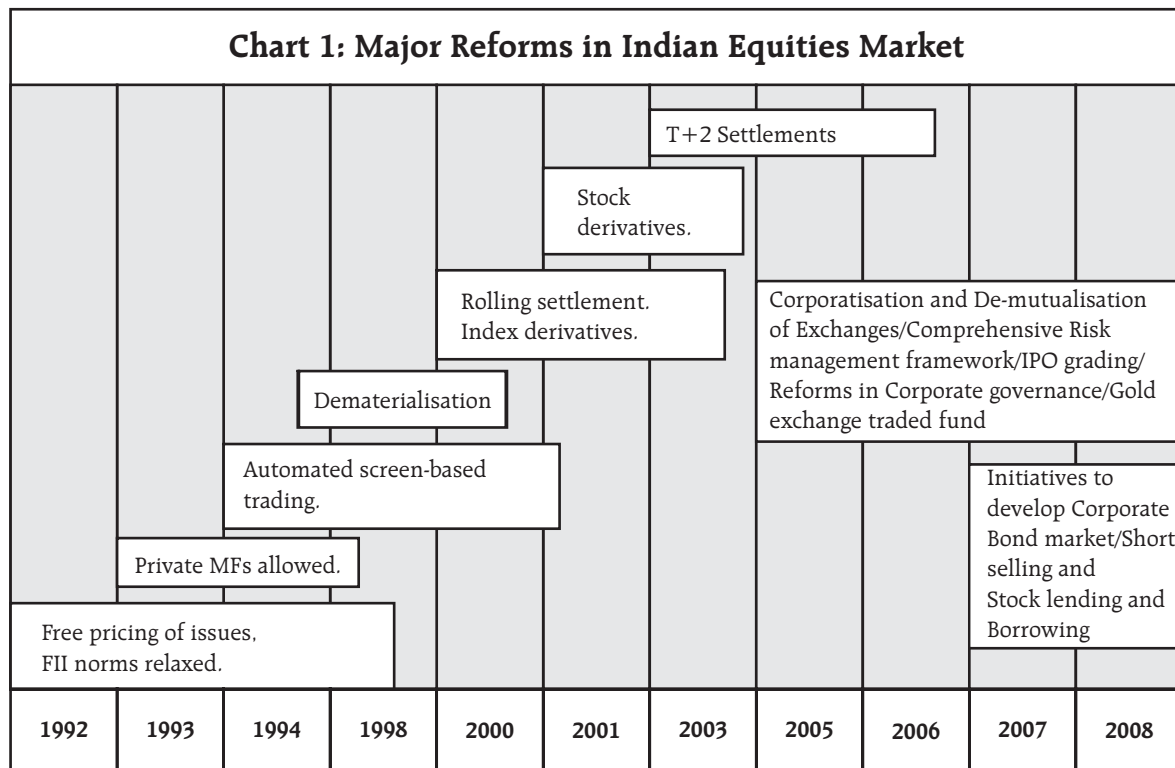 Chart 1: Major Reforms in Indian Equities Market
T+2 Settlements
Stock
derivatives.
Rolling settlement.
Index derivatives.
Corporatisation and De-mutualisation
of Exchanges/Comprehensive Risk
management framework/IPO grading/
Reforms in Corporate governance/Gold
exchange traded fund
Dematerialisation
Automated screen-based
trading.
Initiatives to
develop Corporate
Bond market/Short
selling and
Stock lending and
Borrowing
Private MFs allowed.
Free pricing of issues,
FII norms relaxed.
1992 1993 1994 1998 2000 2001 2003 2005 2006 2007 2008